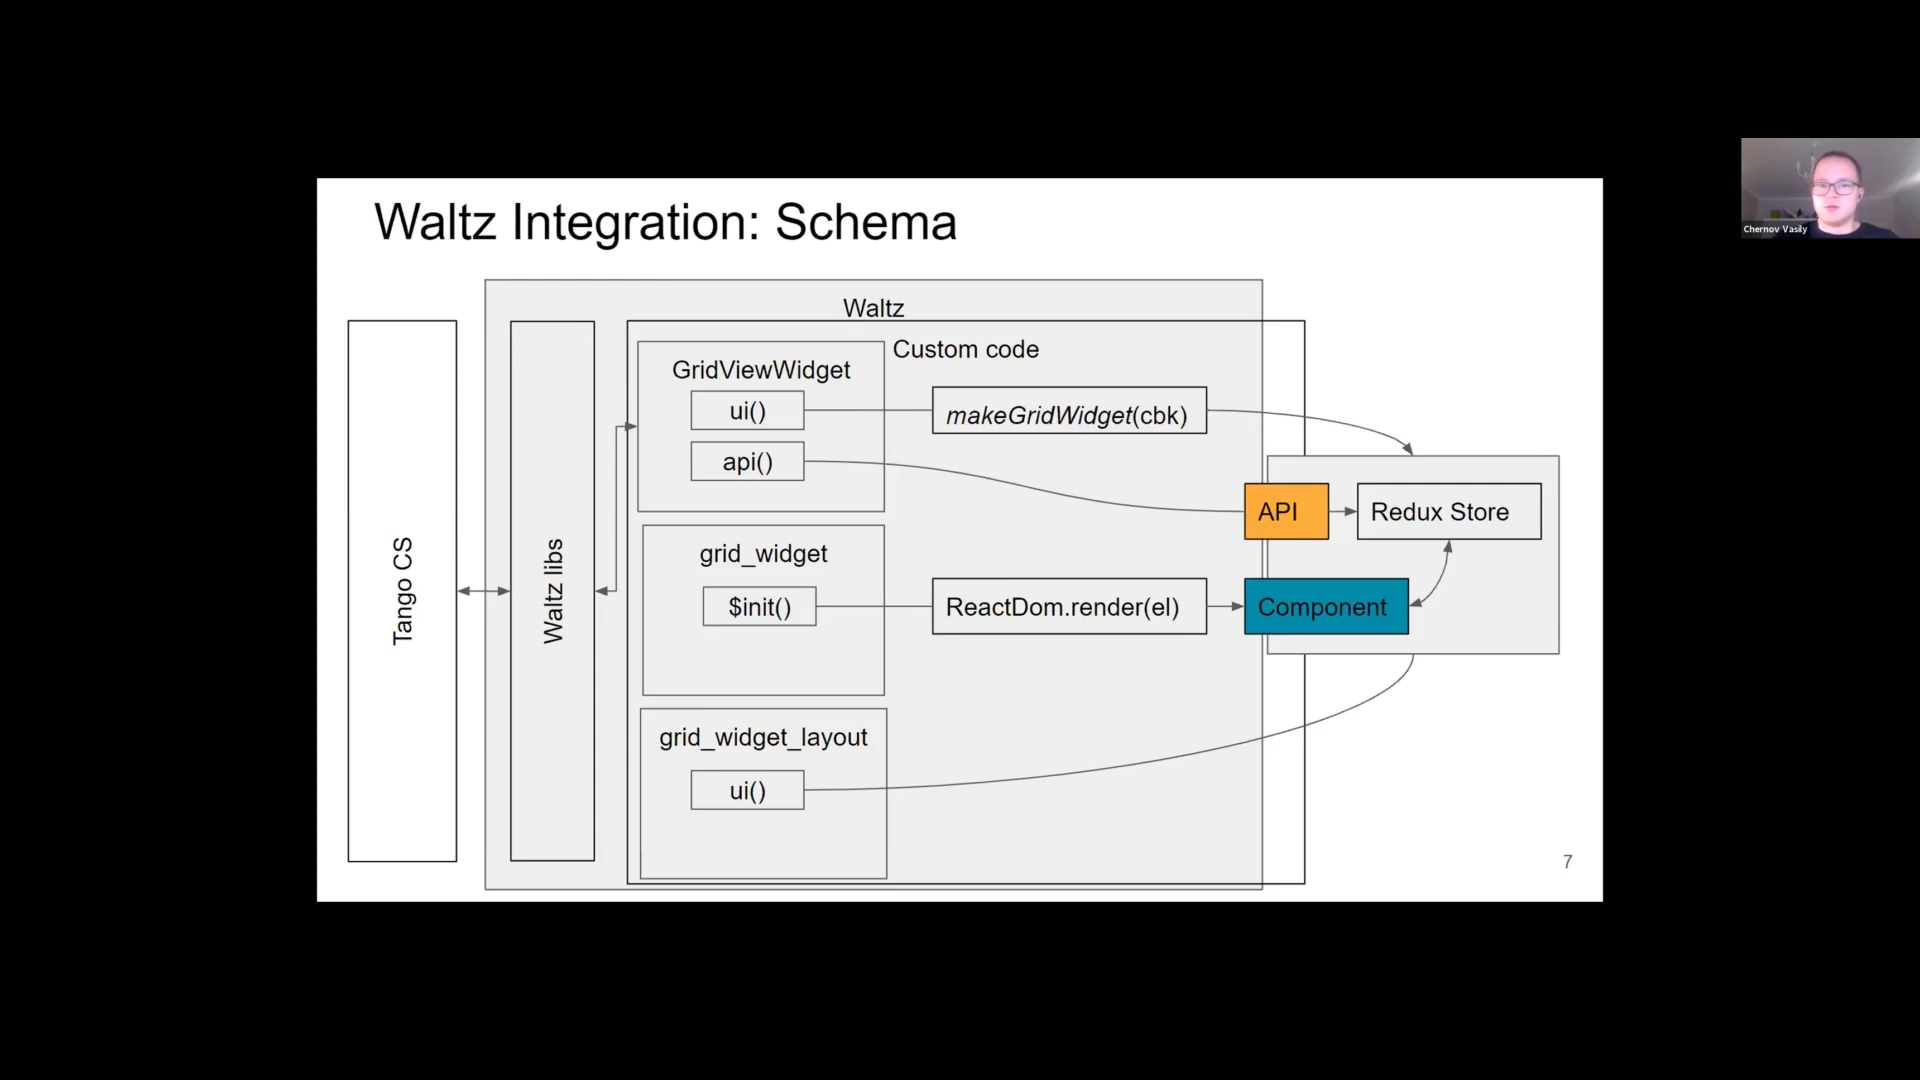 Waltz Integration: Schema
Chernov Vasily
Waltz
Custom code
GridViewWidget
ui()
makeGridWidget(cbk)
api()
API
Redux Store
Tango CS
Waltz libs
grid_widget
$init()
ReactDom.render(el)
Component
grid_widget_layout
ui()
7